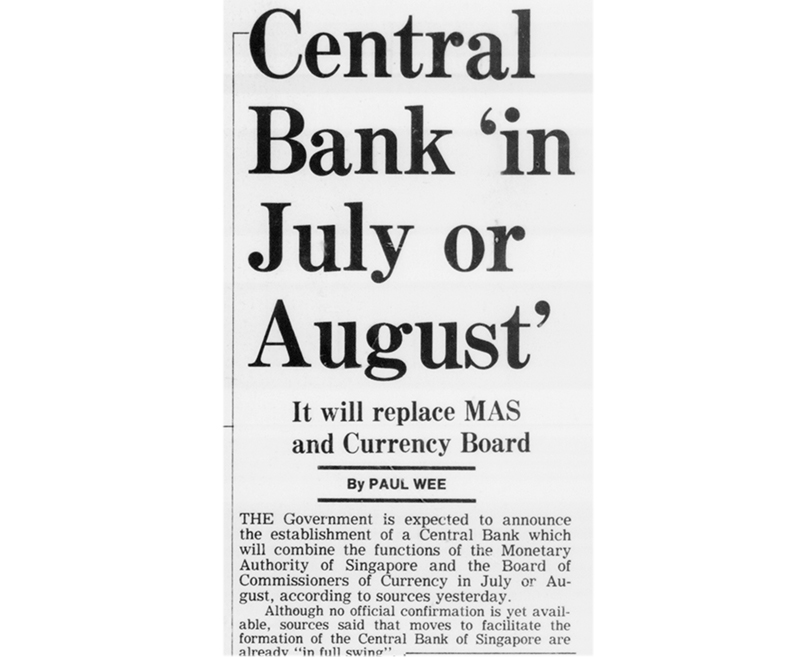 Central
Bank ‘in
July or
August’
It will replace MAS
and Currency Board
By PAUL WEE
THE Government is expected to announce
the establishment of a Central Bank which
will combine the functions of the Monetary
Authority of Singapore and the Board of
Commissioners of Currency in July or Au-
gust, according to sources yesterday.
Although no official confirmation is yet avail-
able, sources said that moves to facilitate the
formation of the Central Bank of Singapore are
already “in full swing”.